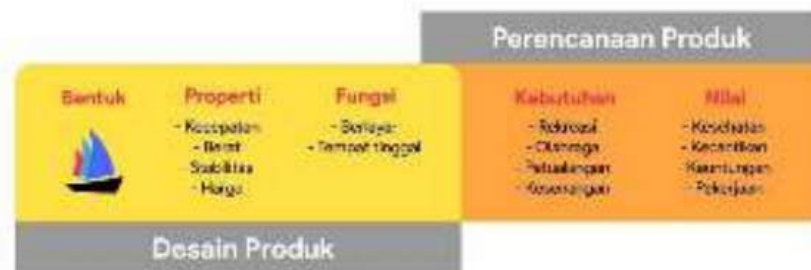 Perencanaan Produk
Bentuk
Properti
- Kecepatan
- Berat
- Stabilitas
- Harga
Fungsi
- Berlayar
- Tempat tinggal
Kebutuhan
- Rekreasi
- Olahraga
- Petualangan
- Kesenangan
Nilai
- Kesehatan
- Kecantikan
- Keuntungan
- Pekerjaan
Desain Produk